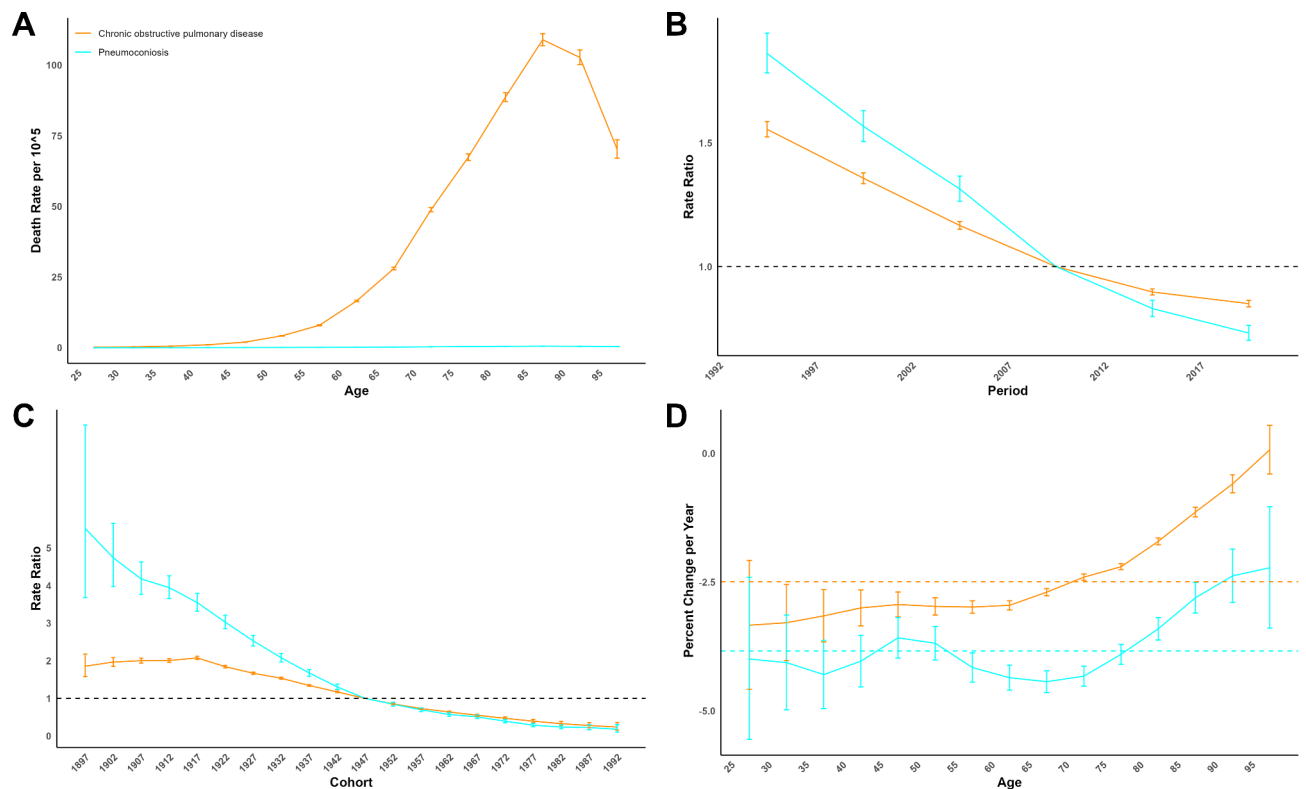 A
Chronic obstructive pulmonary disease
Pneumoconiosis
Death Rate per 10^5
100
75
50
25
0
25 30 35 40 45 50 55 60 65 70 75 80 85 90 95
Age
B
Rate Ratio
1.5
1.0
1992 1997 2002 2007 2012 2017
Period
C
Rate Ratio
5
4
3
2
1
0
1897 1902 1907 1912 1917 1922 1927 1932 1937 1942 1947 1952 1957 1962 1967 1972 1977 1982 1987 1992
Cohort
D
Percent Change per Year
0.0
-2.5
-5.0
25 30 35 40 45 50 55 60 65 70 75 80 85 90 95
Age